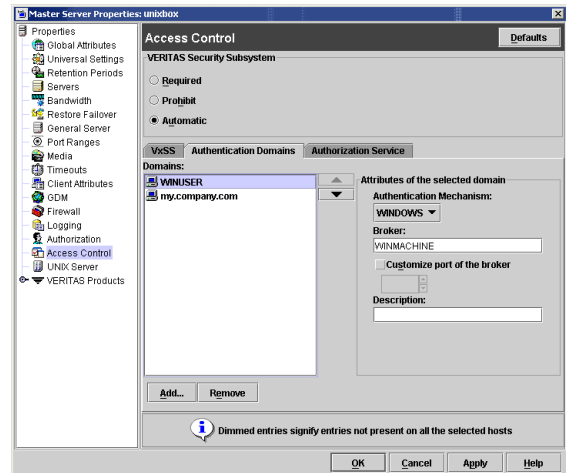 Master Server Properties: unixbox
Properties
Global Attributes
Universal Settings
Retention Periods
Servers
Bandwidth
Restore Failover
General Server
Port Ranges
Media
Timeouts
Client Attributes
GDM
Firewall
Logging
Authorization
Access Control
UNIX Server
VERITAS Products
Access Control
Defaults
VERITAS Security Subsystem
Required
Prohibit
Automatic
VxSS
Authentication Domains
Authorization Service
Domains:
WINUSER
my.company.com
Attributes of the selected domain
Authentication Mechanism:
WINDOWS
Broker:
WINMACHINE
Customize port of the broker
Description:
Add...
Remove
Dimmed entries signify entries not present on all the selected hosts
OK
Cancel
Apply
Help